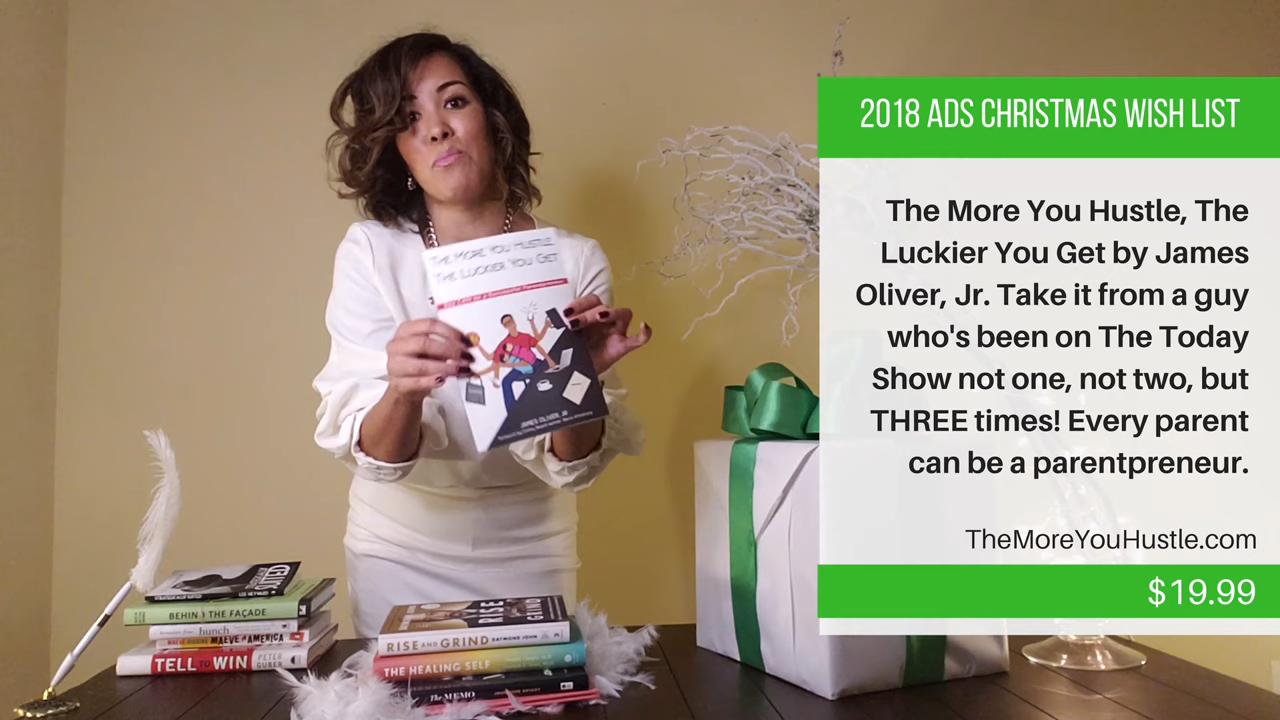 2018 ADS CHRISTMAS WISH LIST
The More You Hustle, The
Luckier You Get by James
Oliver, Jr. Take it from a guy
who's been on The Today
Show not one, not two, but
THREE times! Every parent
can be a parentpreneur.
TheMoreYouHustle.com
$19.99
THE MORE YOU HUSTLE,
THE LUCKIER YOU GET
JAMES OLIVER, JR
BEHIND THE FAÇADE
hunch
MAEVE in AMERICA
TELL TO WIN PETER
GUBER
RISE
GRIND
RISE AND GRIND DAYMOND JOHN
THE HEALING SELF
The MEMO